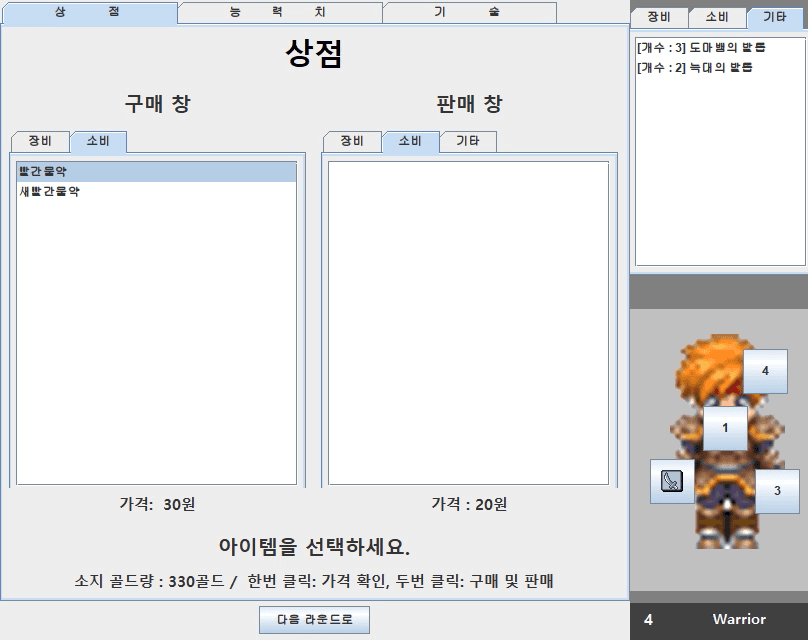 상 점
능 력 치
기 술
상점
구매 창
판매 창
장비
소비
장비
소비
기타
빨간물약
새빨간물약
가격: 30원
가격 : 20원
아이템을 선택하세요.
소지 골드량 : 330골드 / 한번 클릭: 가격 확인, 두번 클릭: 구매 및 판매
다음 라운드로
장비
소비
기타
[개수 : 3] 도마뱀의 발톱
[개수 : 2] 늑대의 발톱
4
1
3
4 Warrior